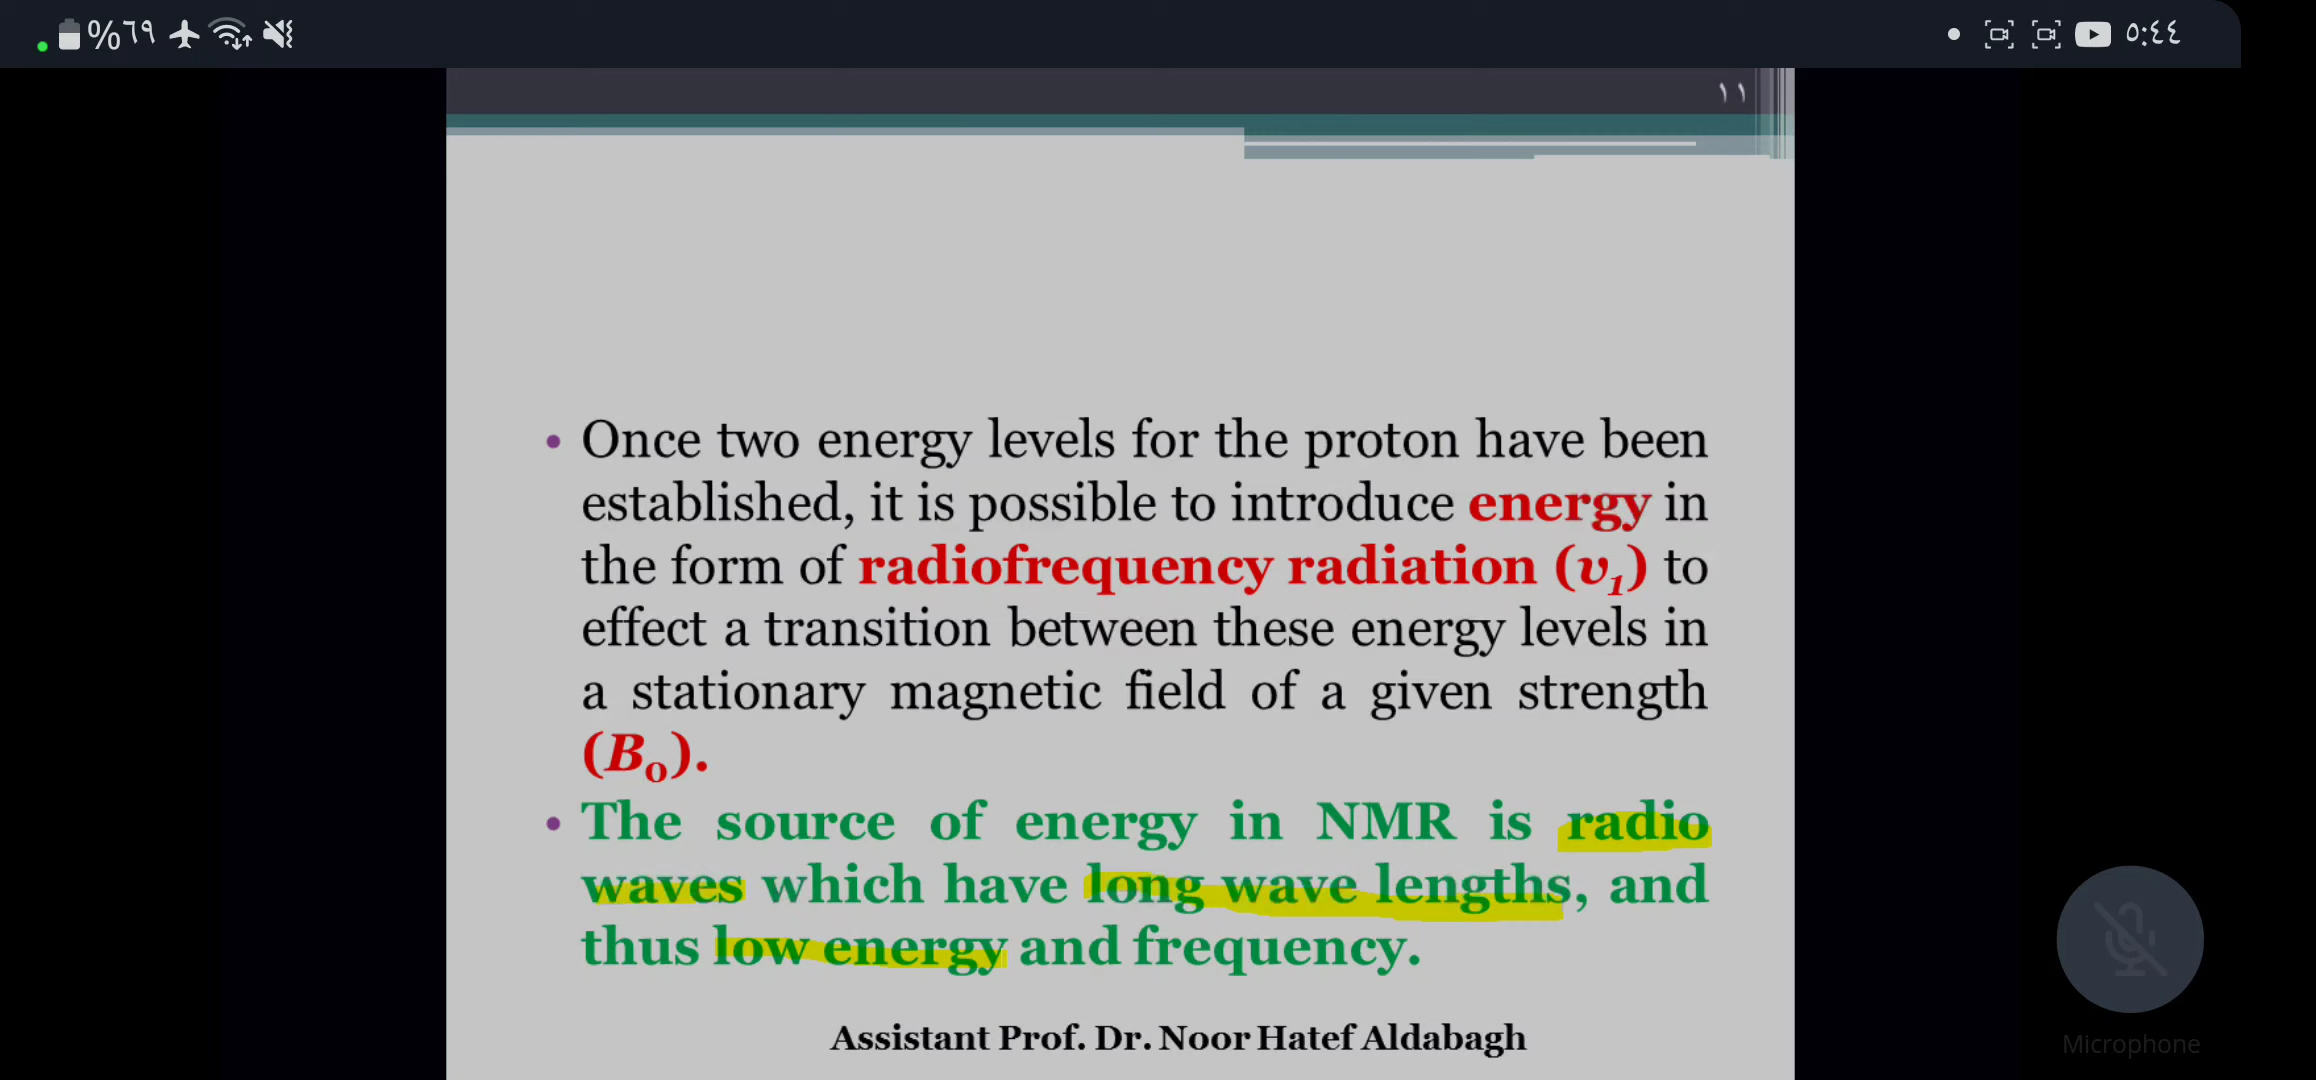 %٦٩
٥:٤٤
١١
• Once two energy levels for the proton have been
established, it is possible to introduce energy in
the form of radiofrequency radiation (υ₁) to
effect a transition between these energy levels in
a stationary magnetic field of a given strength
(B₀).
• The source of energy in NMR is radio
waves which have long wave lengths, and
thus low energy and frequency.
Assistant Prof. Dr. Noor Hatef Aldabagh
Microphone